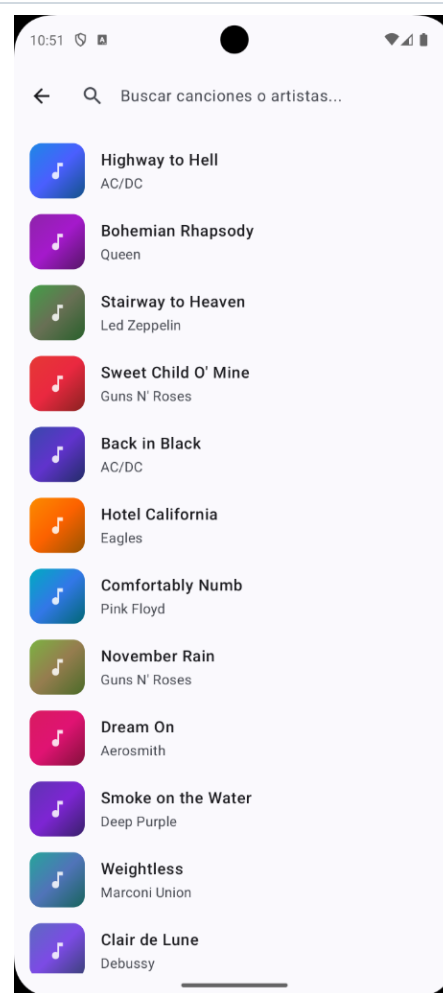 10:51
Buscar canciones o artistas...
Highway to Hell
AC/DC
Bohemian Rhapsody
Queen
Stairway to Heaven
Led Zeppelin
Sweet Child O' Mine
Guns N' Roses
Back in Black
AC/DC
Hotel California
Eagles
Comfortably Numb
Pink Floyd
November Rain
Guns N' Roses
Dream On
Aerosmith
Smoke on the Water
Deep Purple
Weightless
Marconi Union
Clair de Lune
Debussy